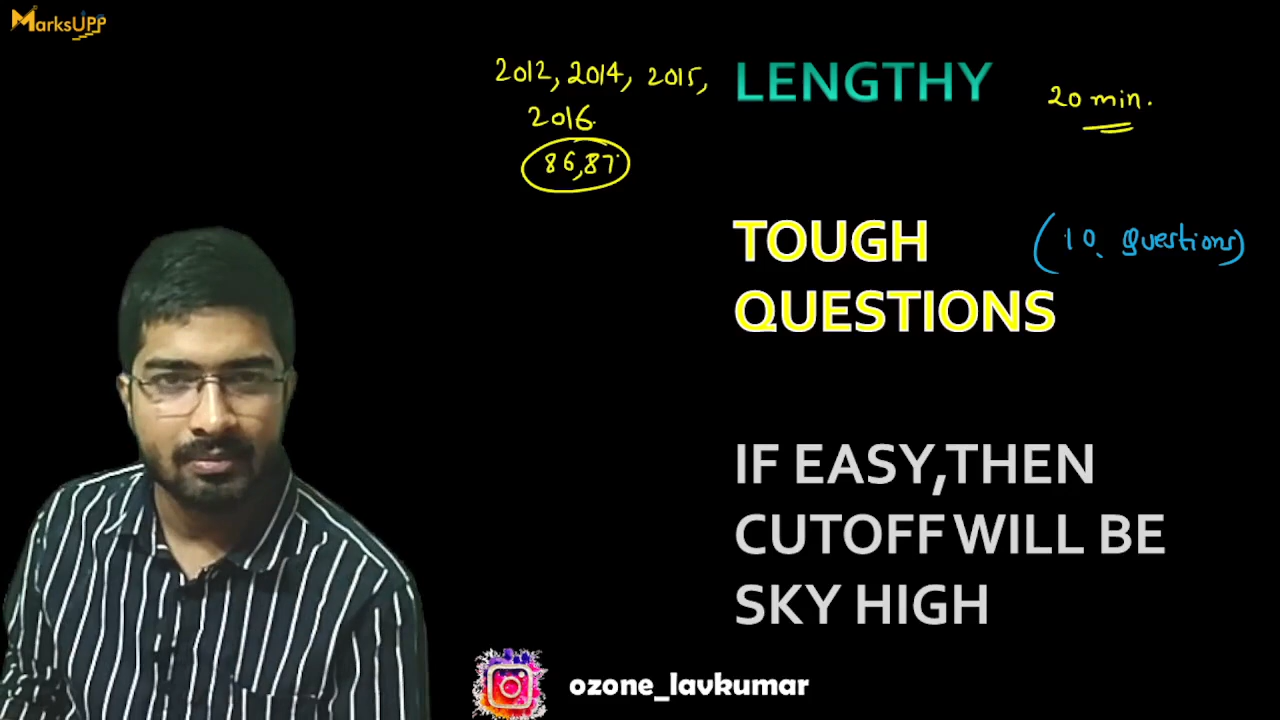 MarksUPP
2012, 2014, 2015,
2016.
86,87
LENGTHY
20 min.
TOUGH
QUESTIONS
(10 questions)
IF EASY,THEN
CUTOFF WILL BE
SKY HIGH
ozone_lavkumar